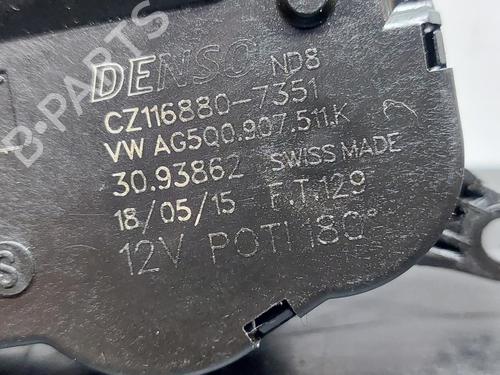 B-PARTS
DENSO ND8
CZ116880-7351
VW AG5Q0.907.511.K
30.93862 SWISS MADE
18/05/15 F.T.129
12V POTI 180°